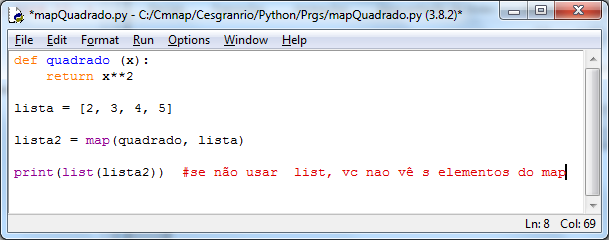 *mapQuadrado.py - C:/Cmnap/Cesgranrio/Python/Prgs/mapQuadrado.py (3.8.2)*
File Edit Format Run Options Window Help
def quadrado (x):
    return x**2
lista = [2, 3, 4, 5]
lista2 = map(quadrado, lista)
print(list(lista2))  #se não usar  list, vc nao vê s elementos do map
Ln: 8 Col: 69